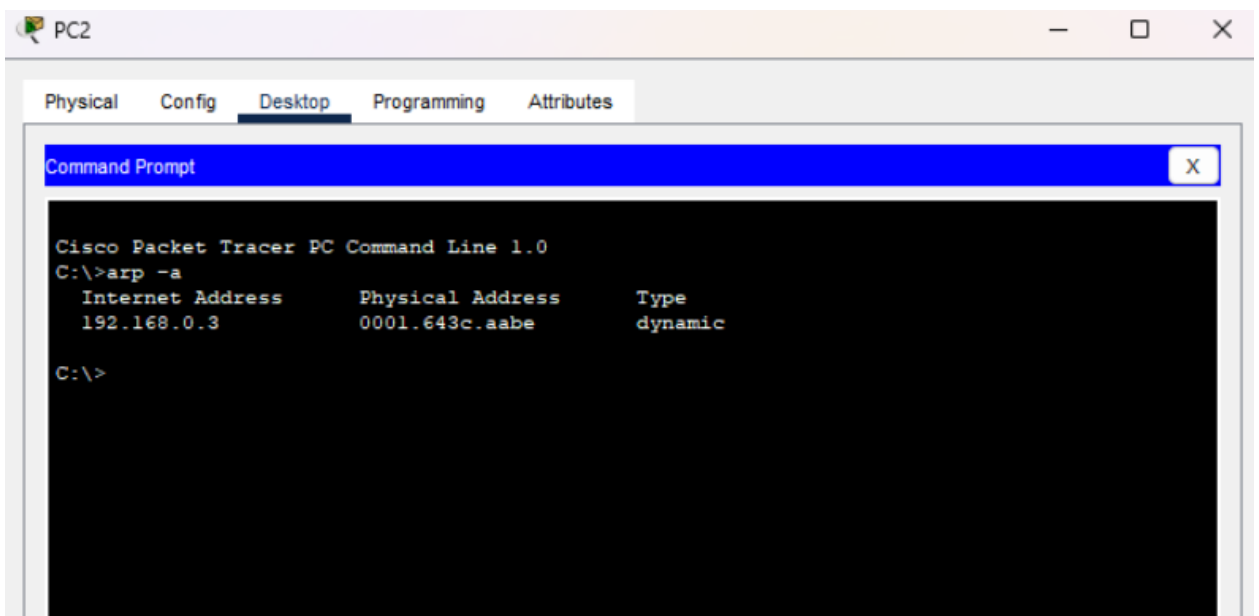 PC2
Physical Config Desktop Programming Attributes
Command Prompt
X
Cisco Packet Tracer PC Command Line 1.0
C:\>arp -a
Internet Address Physical Address Type
192.168.0.3 0001.643c.aabe dynamic
C:\>